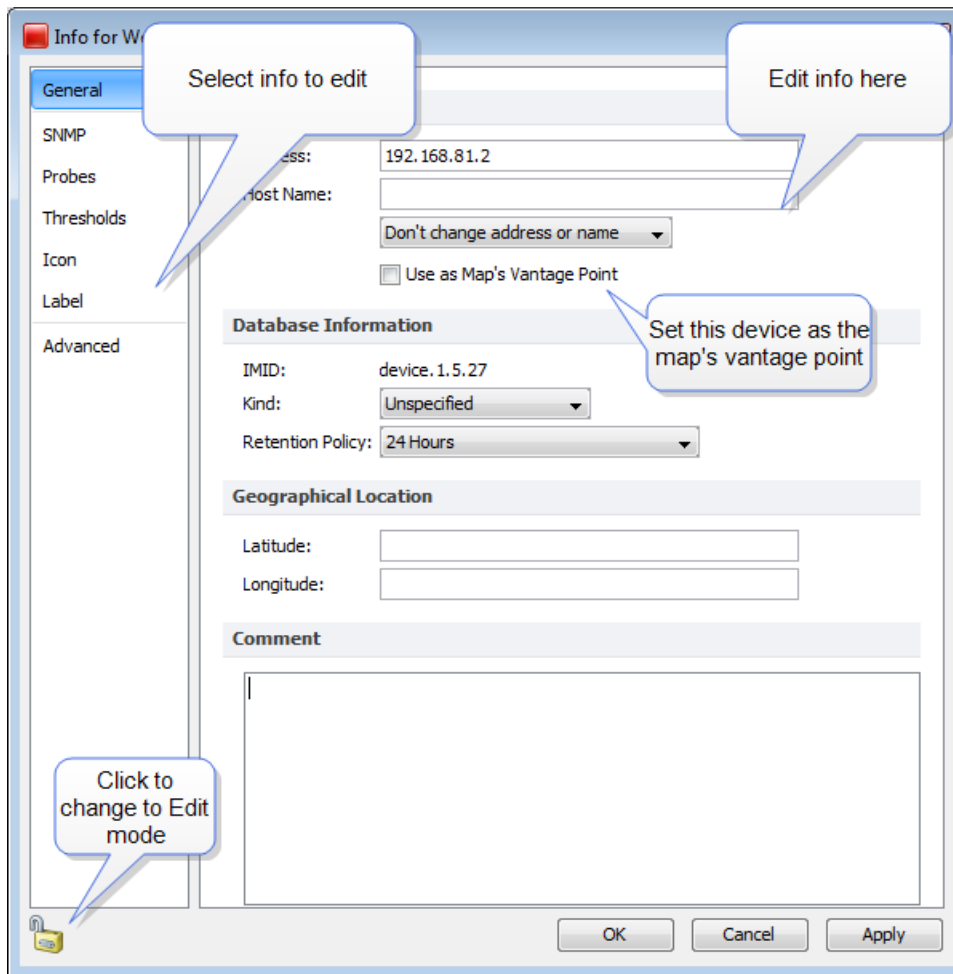 Info for We
Select info to edit
Edit info here
General
SNMP
Probes
Thresholds
Icon
Label
Advanced
ess: 192.168.81.2
Host Name:
Don't change address or name
Use as Map's Vantage Point
Set this device as the
map's vantage point
Database Information
IMID: device.1.5.27
Kind: Unspecified
Retention Policy: 24 Hours
Geographical Location
Latitude:
Longitude:
Comment
Click to
change to Edit
mode
OK Cancel Apply